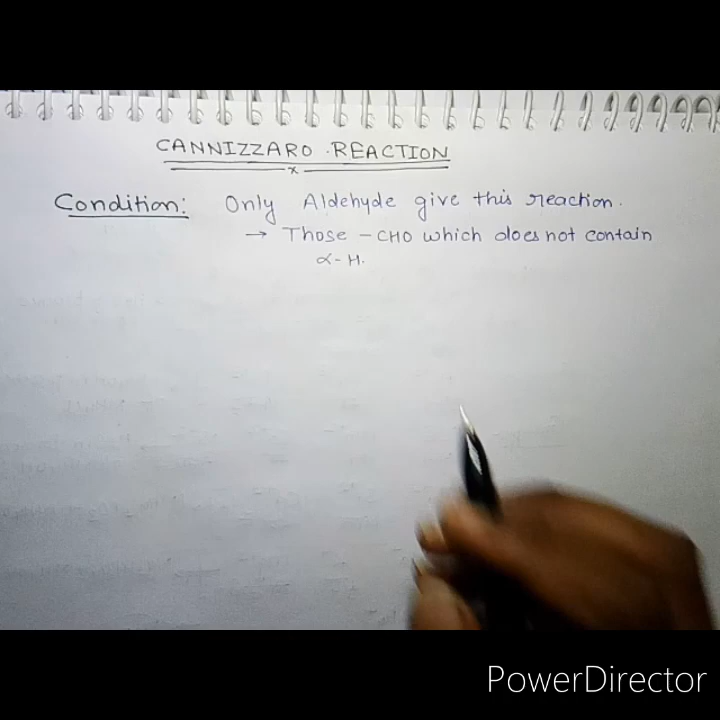 CANNIZZARO REACTION
x
Condition: Only Aldehyde give this reaction.
→ Those -CHO which does not contain
α-H.
PowerDirector